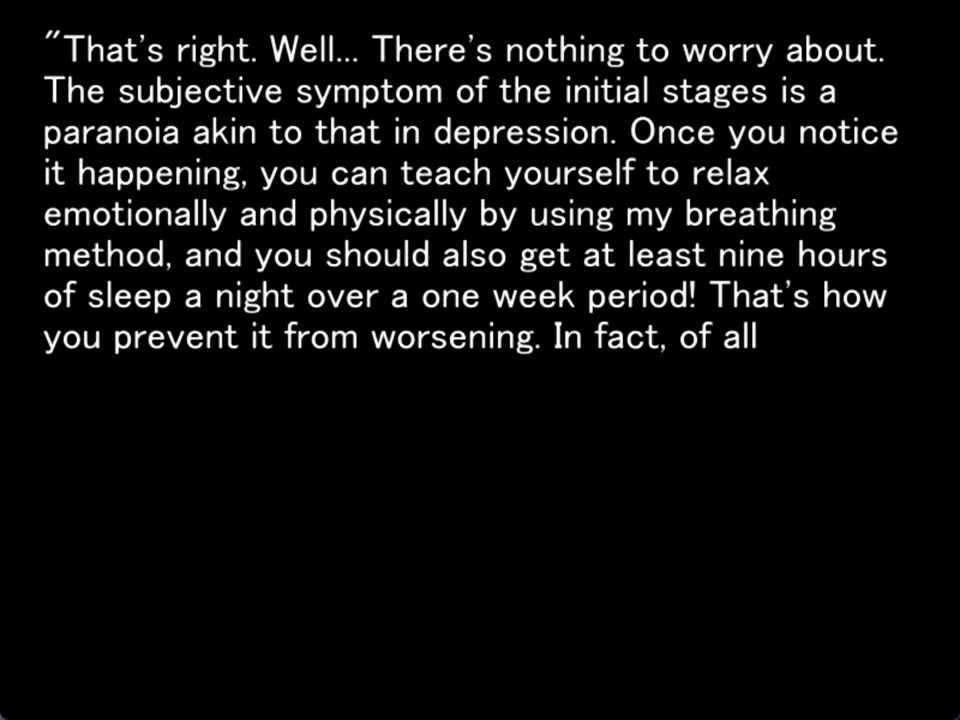 "That's right. Well... There's nothing to worry about.
The subjective symptom of the initial stages is a
paranoia akin to that in depression. Once you notice
it happening, you can teach yourself to relax
emotionally and physically by using my breathing
method, and you should also get at least nine hours
of sleep a night over a one week period! That's how
you prevent it from worsening. In fact, of all